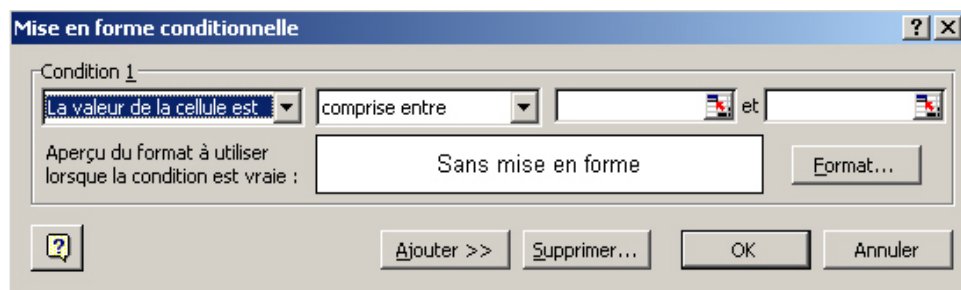 Mise en forme conditionnelle
Condition 1
La valeur de la cellule est comprise entre et
Aperçu du format à utiliser
lorsque la condition est vraie :
Sans mise en forme
Format...
Ajouter >> Supprimer... OK Annuler